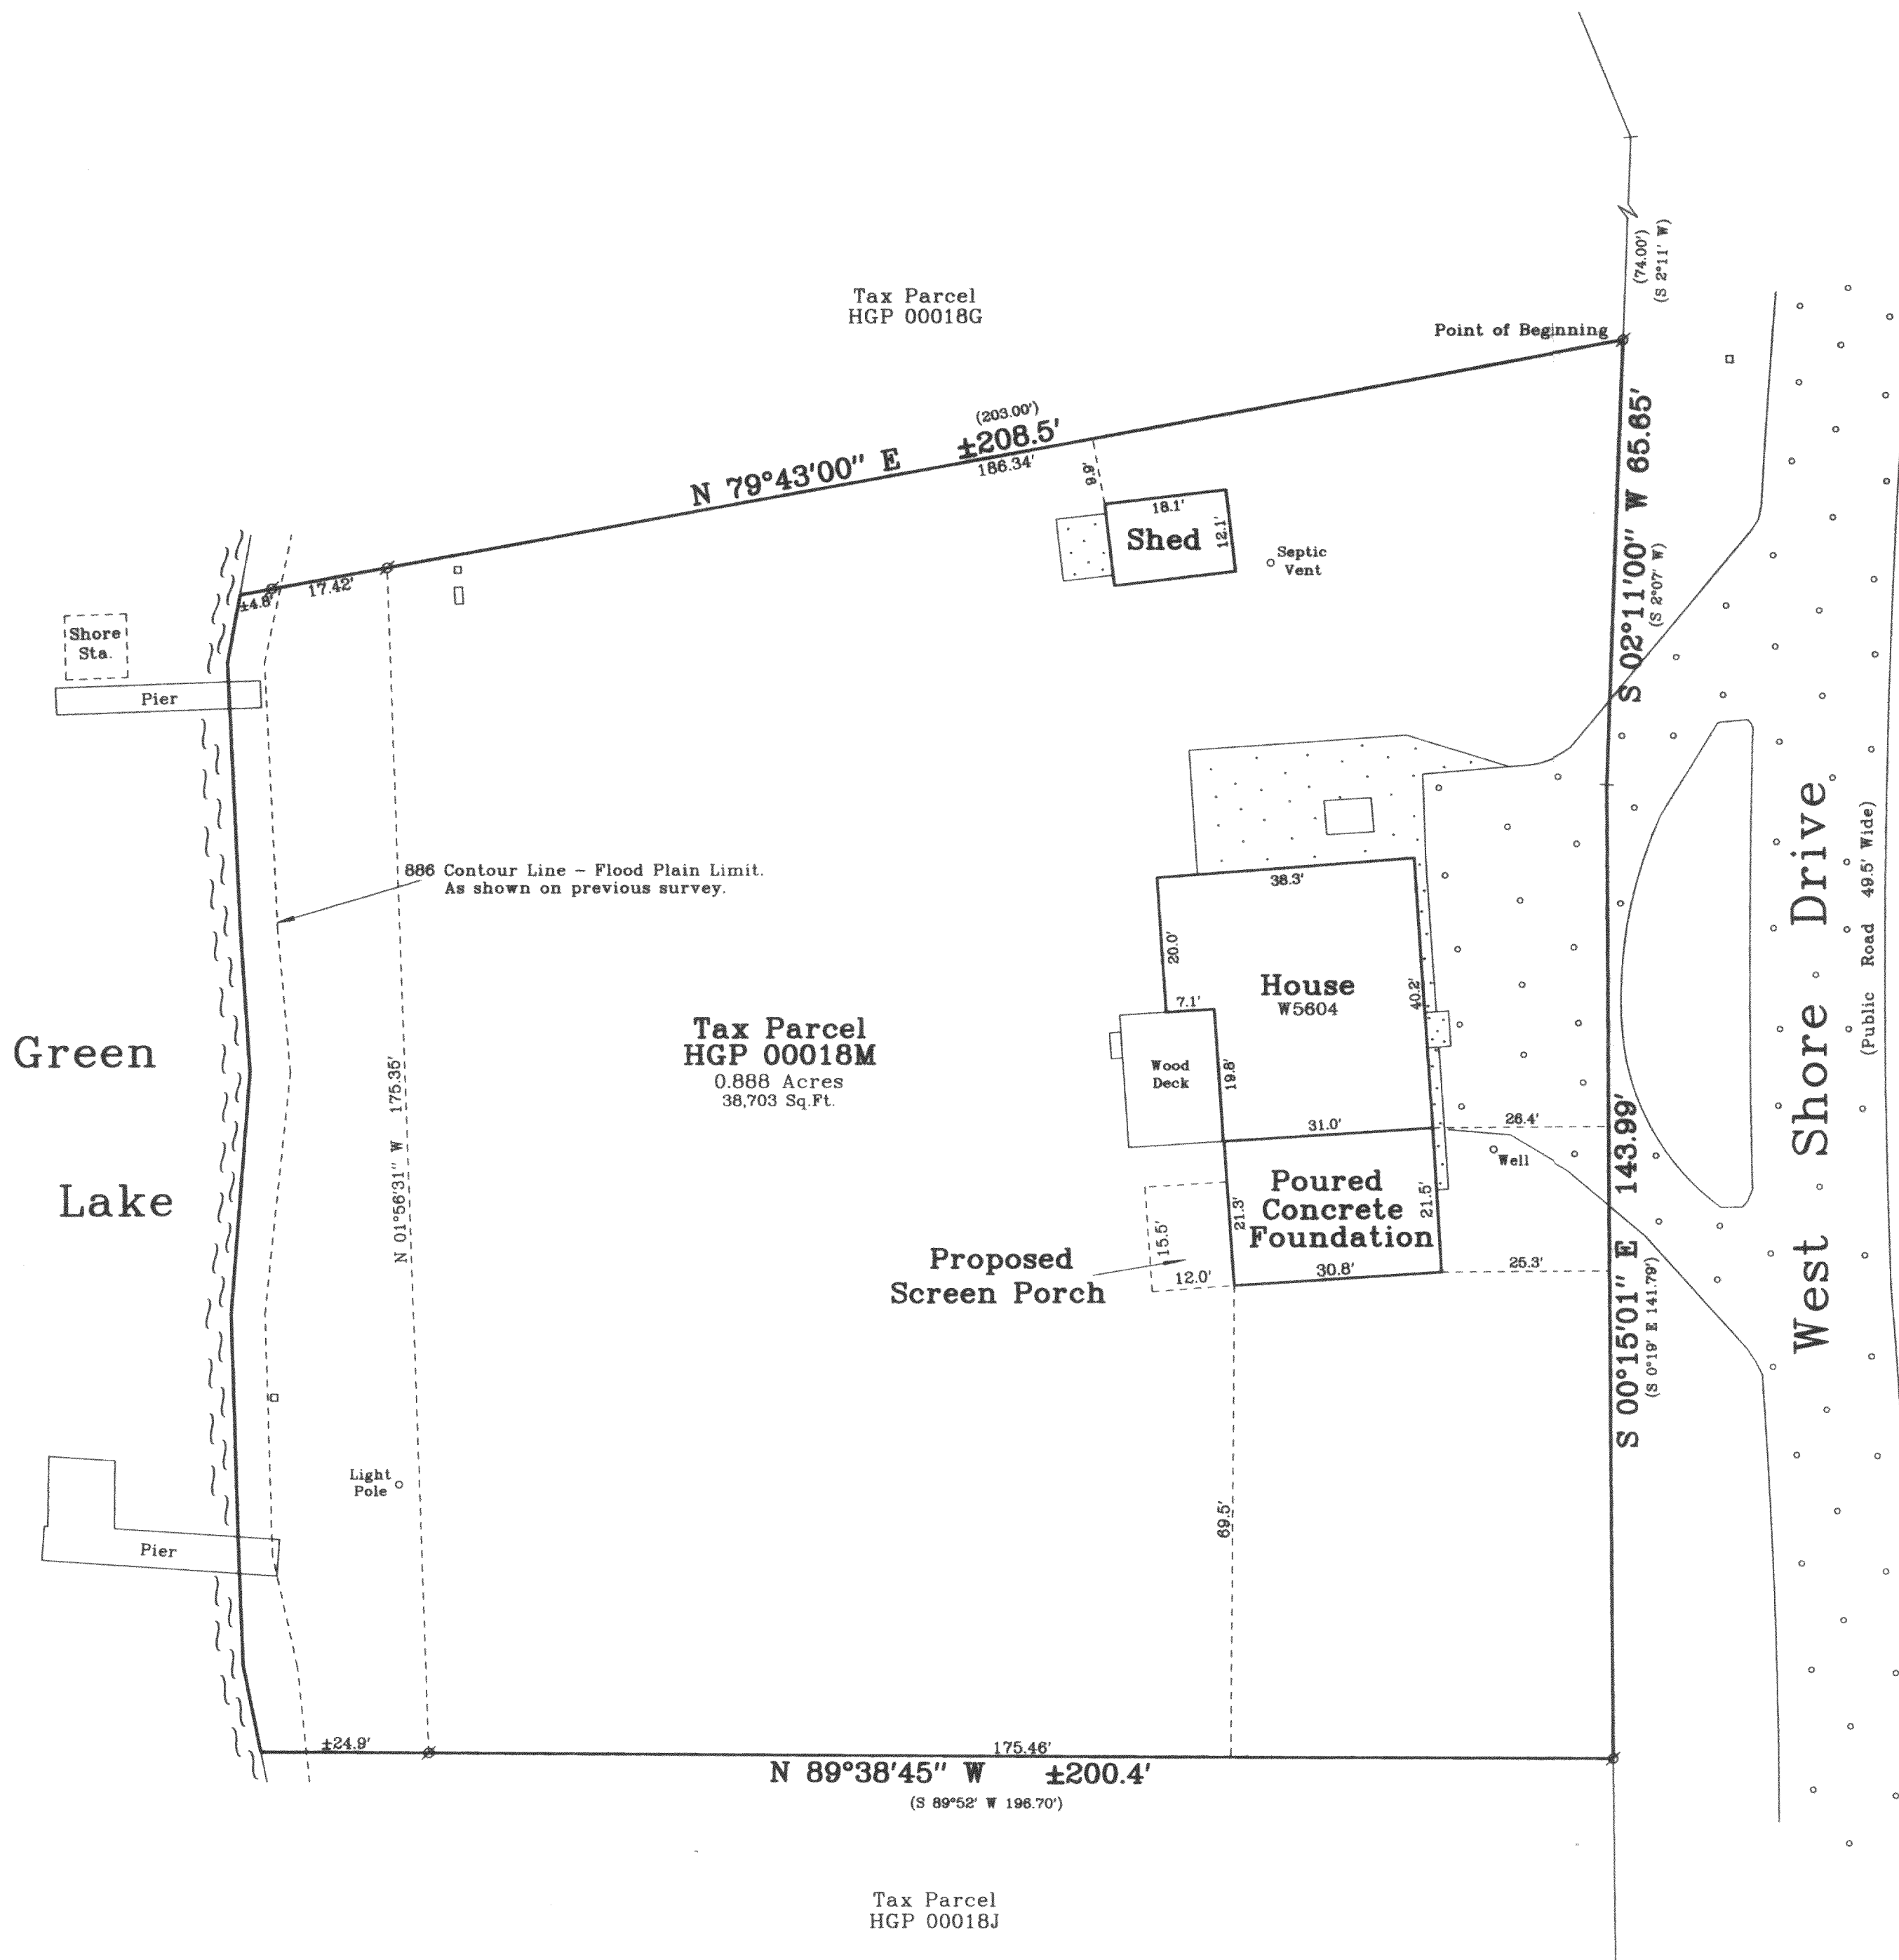 (74.00')
(S 2°11' W)
Tax Parcel
HGP 00018G
Point of Beginning
(203.00')
N 79°43'00" E ±208.5'
186.34'
9.9'
18.1'
12.1'
Shed
Septic
Vent
S 02°11'00" W 65.65'
(S 2°07' W)
17.42'
±4.8'
Shore
Sta.
Pier
886 Contour Line – Flood Plain Limit.
As shown on previous survey.
38.3'
20.0'
House
W5604
40.2'
7.1'
19.8'
Wood
Deck
Tax Parcel
HGP 00018M
0.888 Acres
38,703 Sq.Ft.
N 01°56'31" W 175.35'
Green
Lake
31.0'
26.4'
Well
Poured
Concrete
Foundation
21.3'
21.5'
15.5'
12.0'
30.8'
25.3'
Proposed
Screen Porch
S 00°15'01" E 143.99'
(S 0°19' E 141.79')
West Shore Drive
(Public Road 49.5' Wide)
Light
Pole
Pier
69.5'
±24.9'
175.46'
N 89°38'45" W ±200.4'
(S 89°52' W 196.70')
Tax Parcel
HGP 00018J